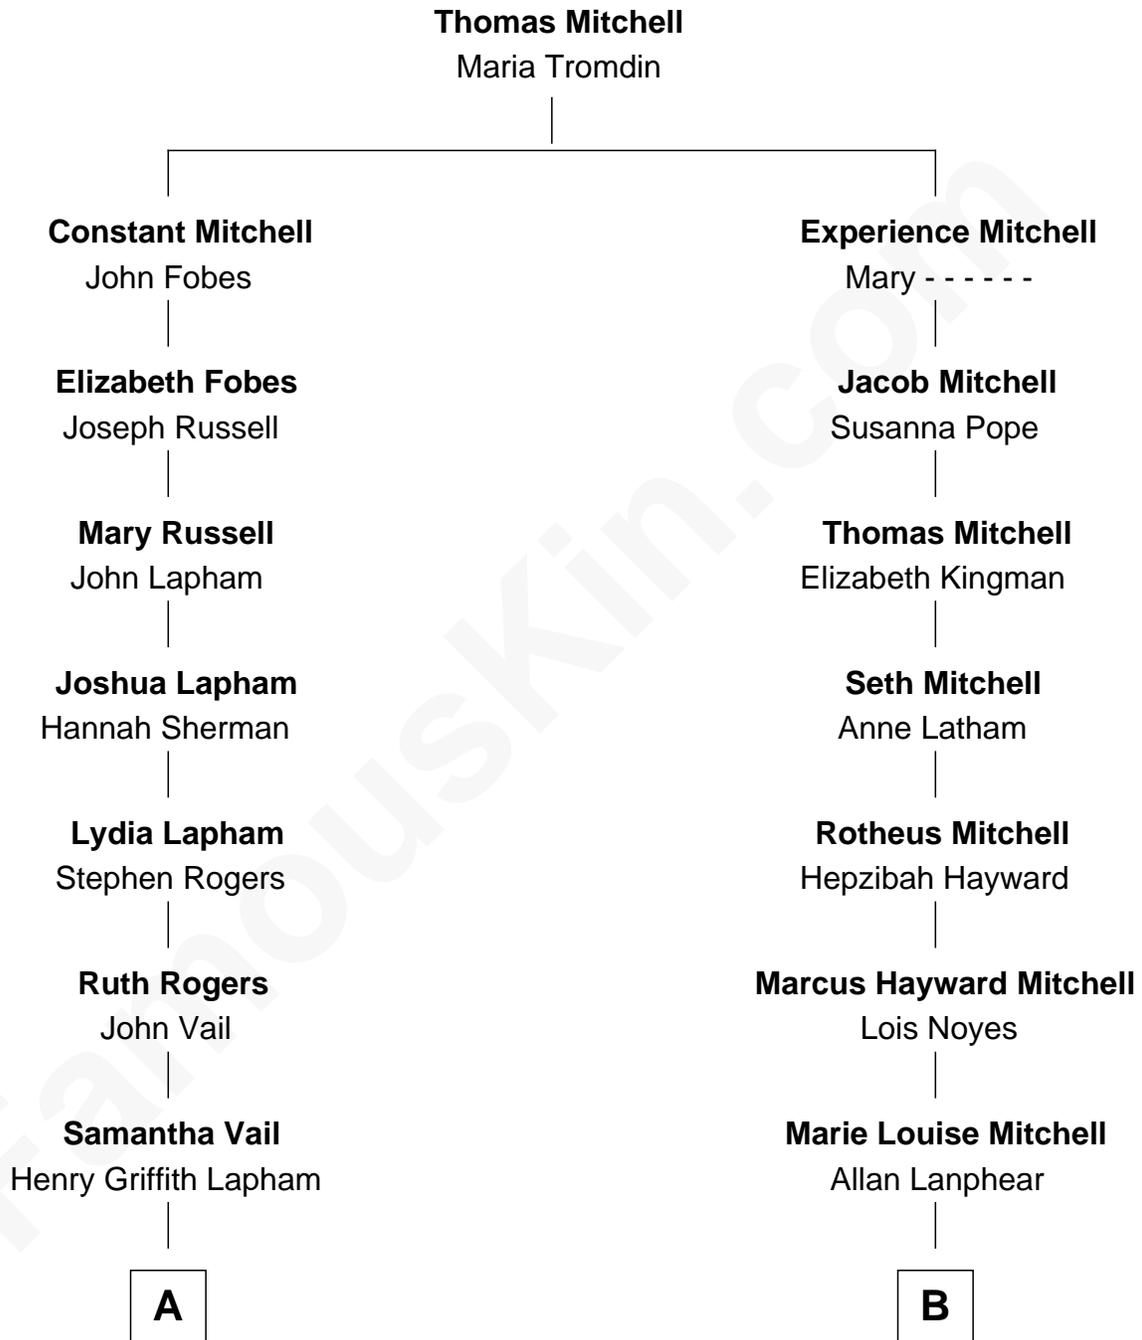 Thomas Mitchell
Maria Tromdin
Constant Mitchell
John Fobes
Experience Mitchell
Mary - - - - - -
Elizabeth Fobes
Joseph Russell
Jacob Mitchell
Susanna Pope
Mary Russell
John Lapham
Thomas Mitchell
Elizabeth Kingman
Joshua Lapham
Hannah Sherman
Seth Mitchell
Anne Latham
Lydia Lapham
Stephen Rogers
Rotheus Mitchell
Hepzibah Hayward
Ruth Rogers
John Vail
Marcus Hayward Mitchell
Lois Noyes
Samantha Vail
Henry Griffith Lapham
Marie Louise Mitchell
Allan Lanphear
A
B
FamousKin.com